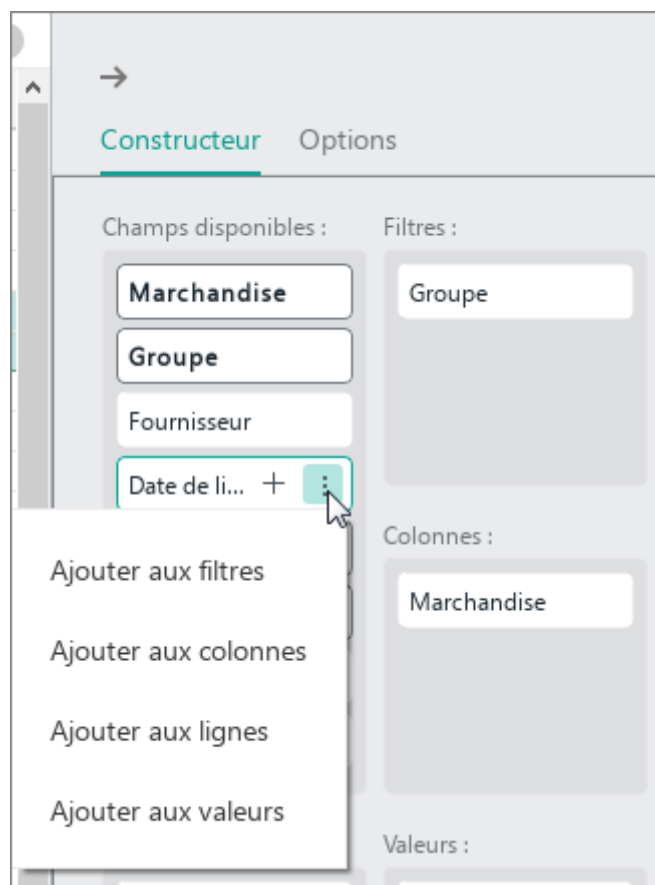 Constructeur Options
Champs disponibles : Filtres :
Marchandise Groupe
Groupe
Fournisseur
Date de li...
Colonnes :
Ajouter aux filtres
Marchandise
Ajouter aux colonnes
Ajouter aux lignes
Ajouter aux valeurs
Valeurs :